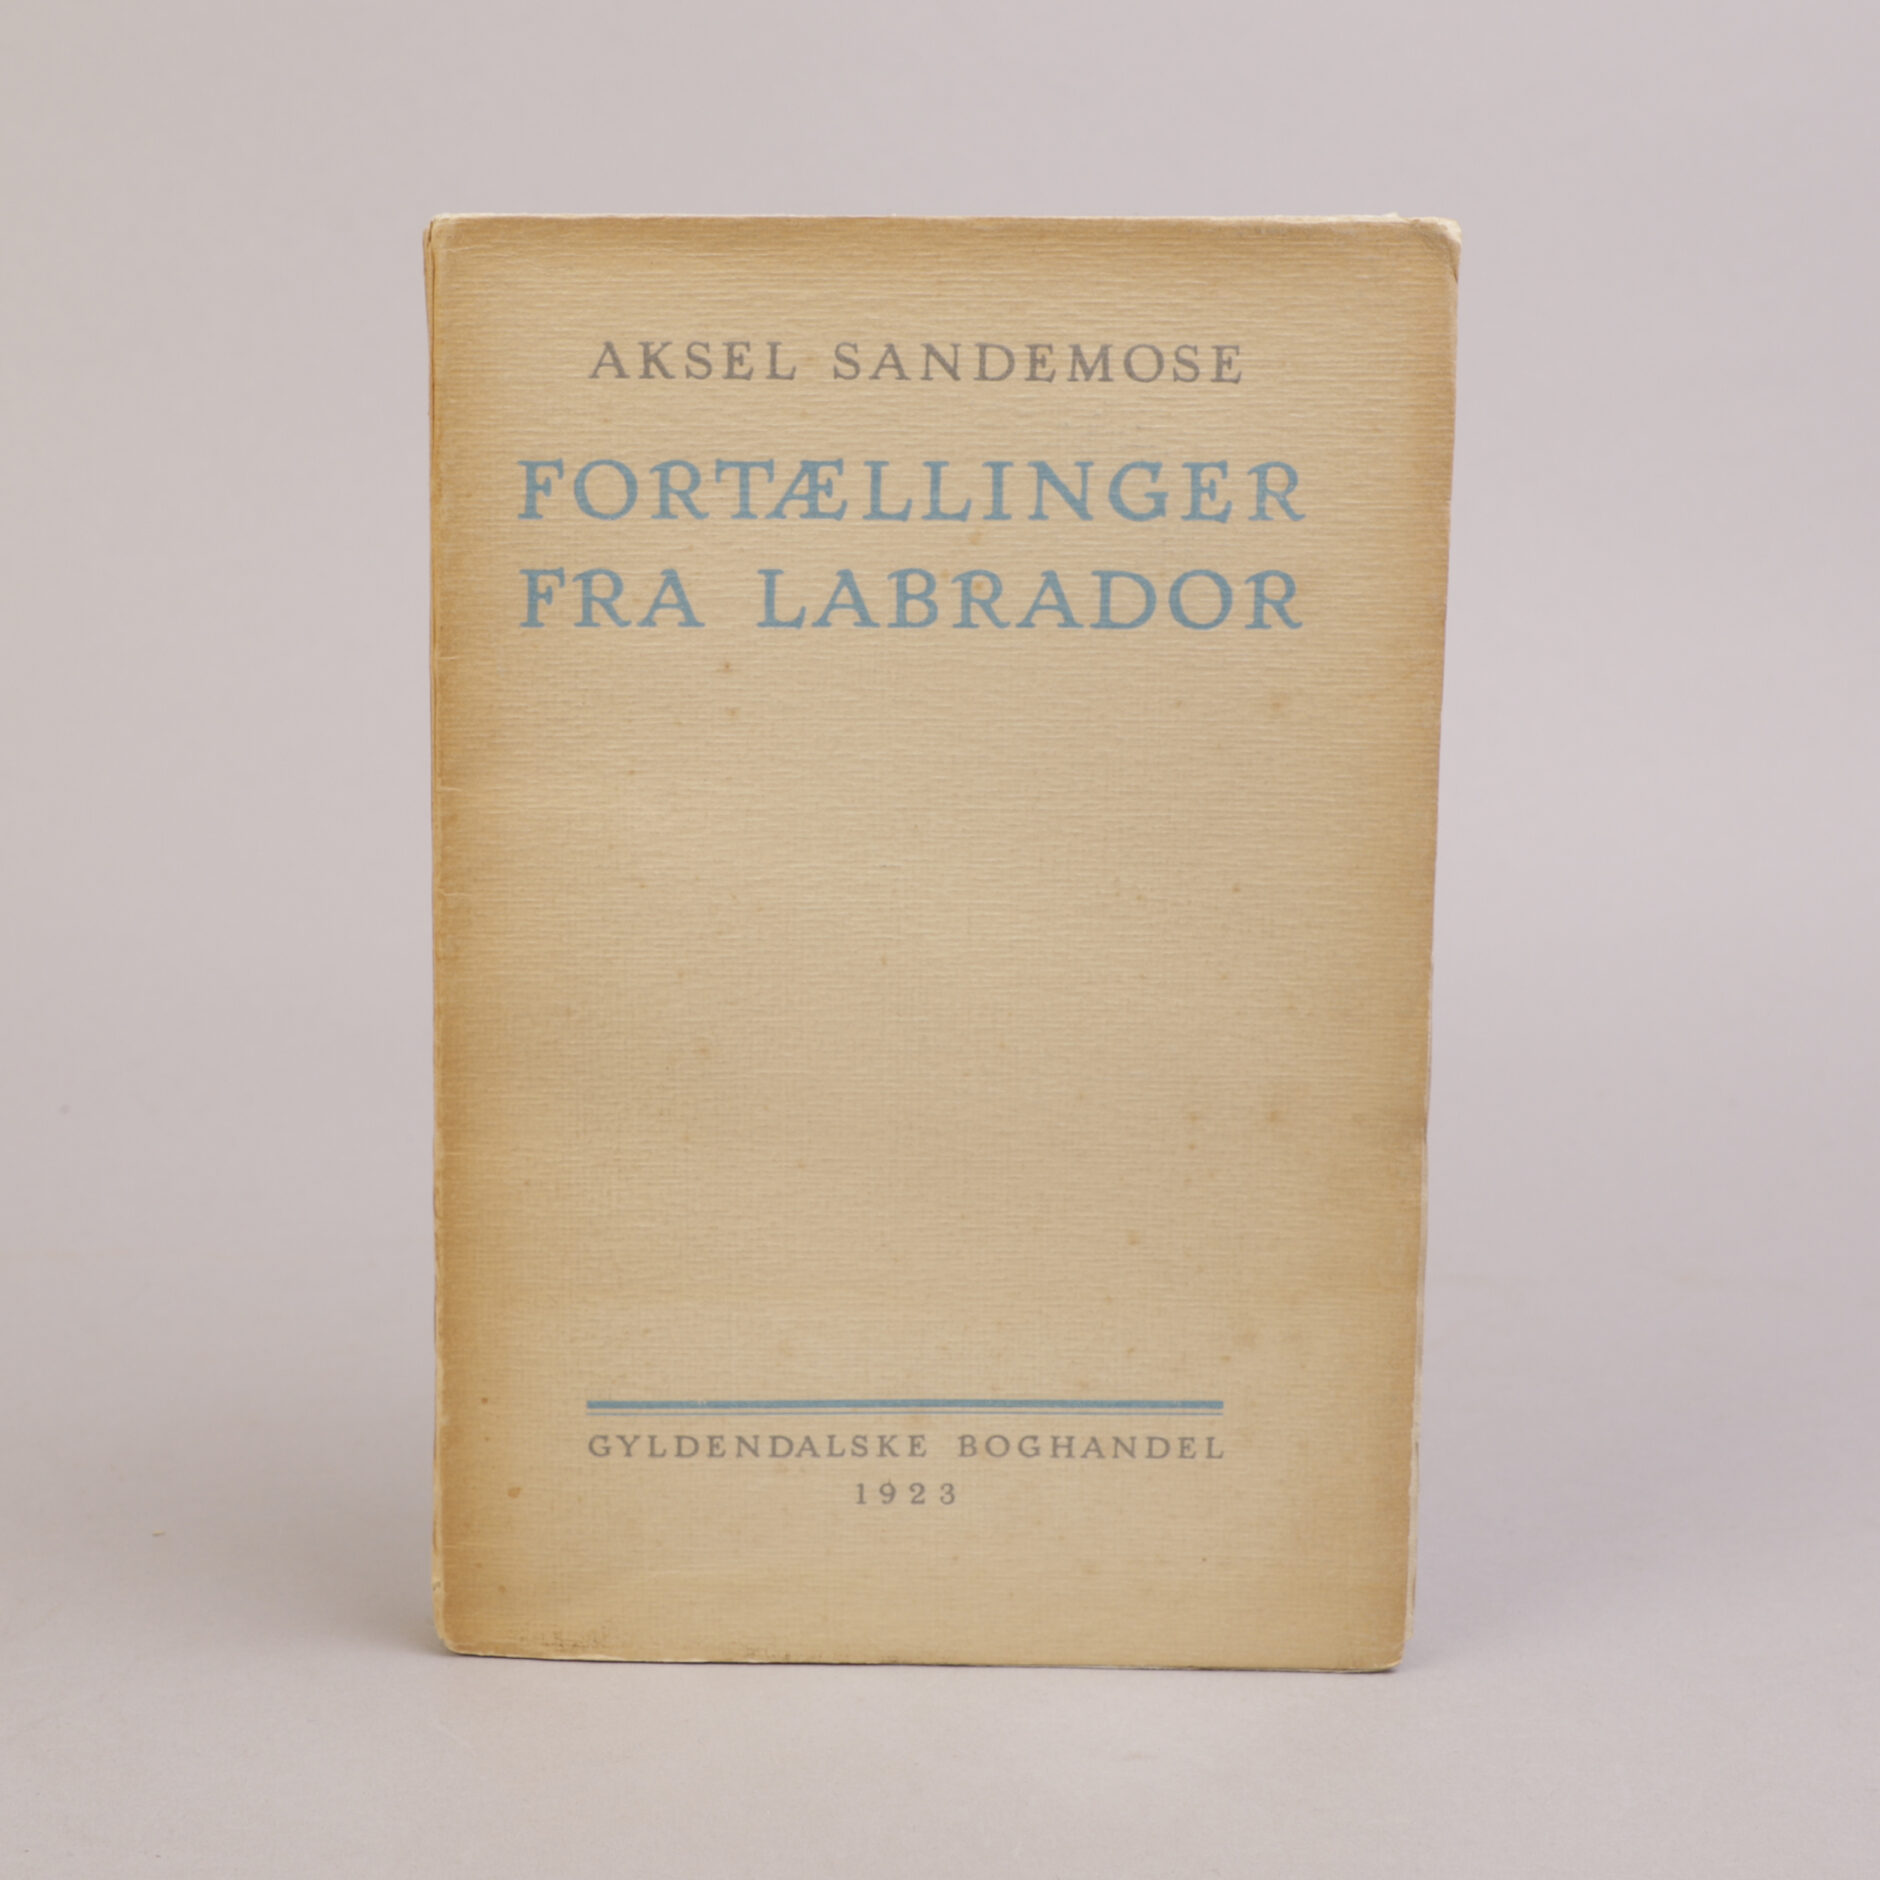 AKSEL SANDEMOSE
FORTÆLLINGER
FRA LABRADOR
GYLDENDALSKE BOGHANDEL
1923